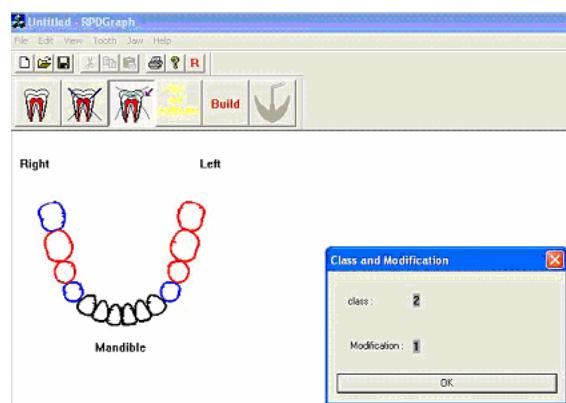 Untitled - RPDGraph
File Edit View Tooth Jaw Help
R
Build
Right Left
Mandible
Class and Modification
class : 2
Modification : 1
OK